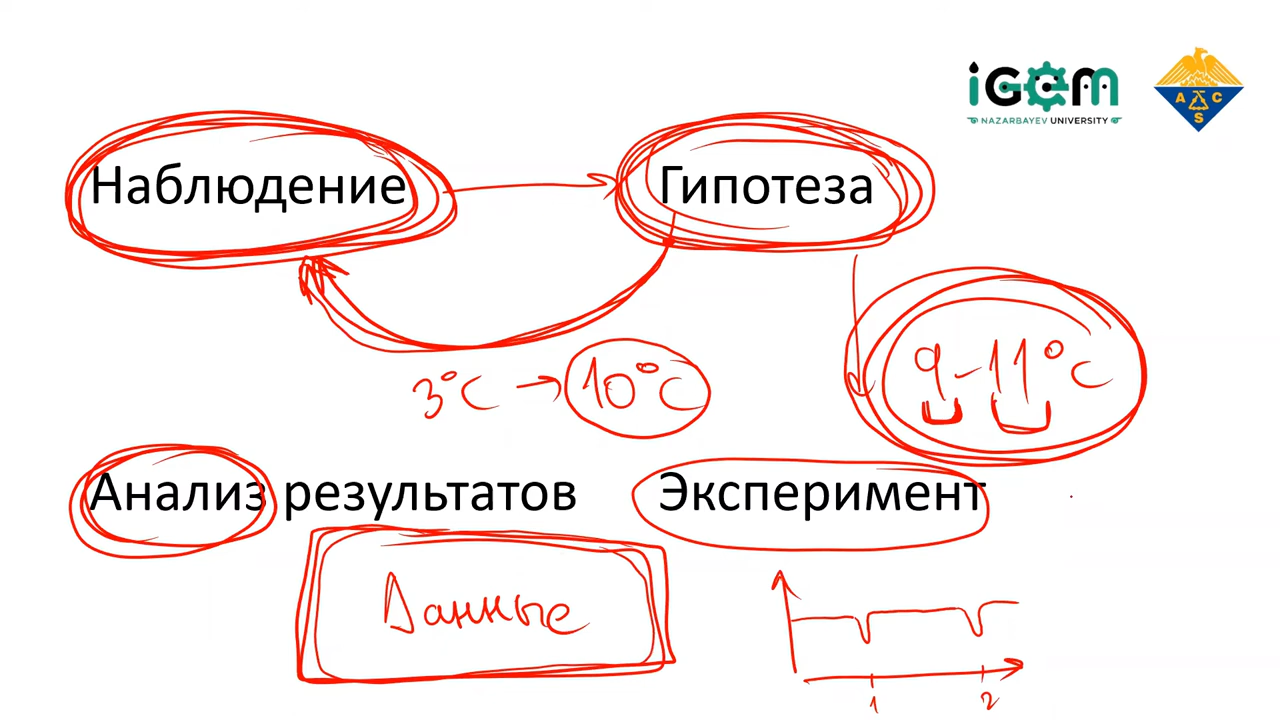 iGEM
NAZARBAYEV UNIVERSITY
A C S
Наблюдение
Гипотеза
3°C → 10°C
9-11°C
Анализ результатов
Эксперимент
Данные
1 2